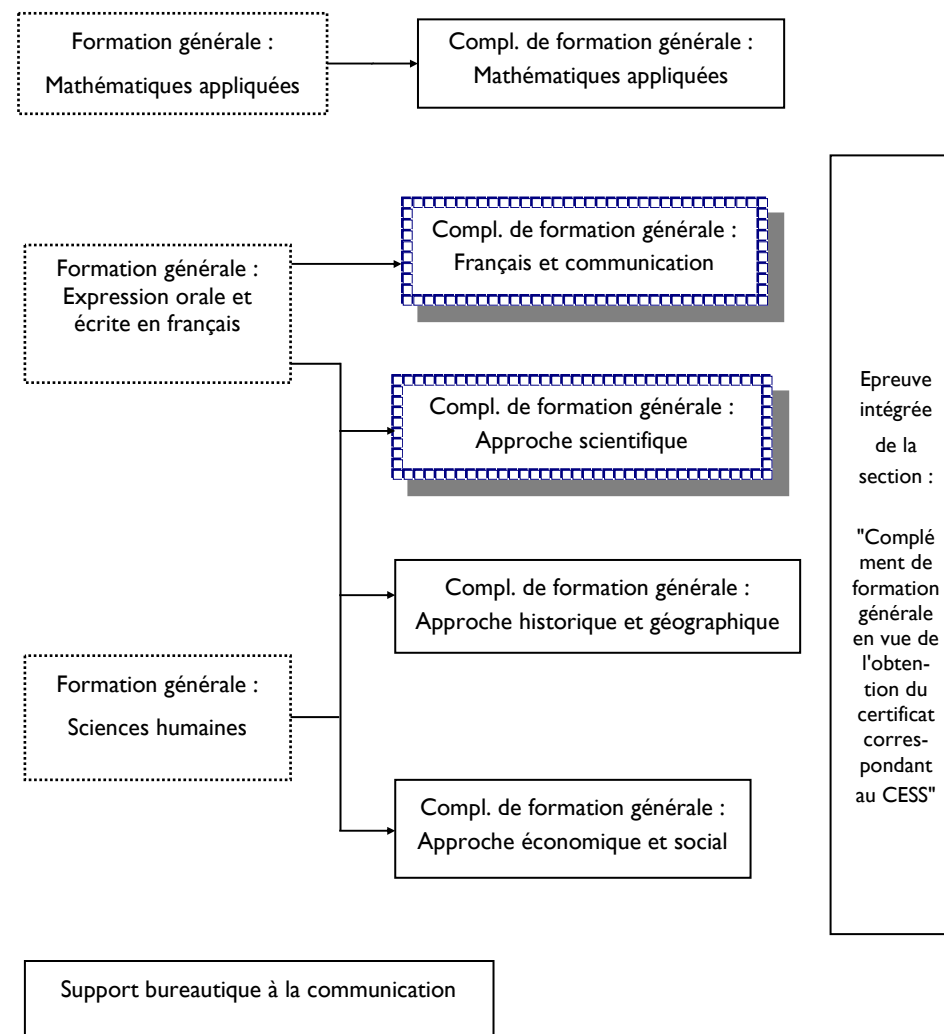 Formation générale :
Mathématiques appliquées
Compl. de formation générale :
Mathématiques appliquées
Formation générale :
Expression orale et
écrite en français
Compl. de formation générale :
Français et communication
Compl. de formation générale :
Approche scientifique
Compl. de formation générale :
Approche historique et géographique
Formation générale :
Sciences humaines
Compl. de formation générale :
Approche économique et social
Epreuve
intégrée
de la
section :
"Complé
ment de
formation
générale
en vue de
l'obten-
tion du
certificat
corres-
pondant
au CESS"
Support bureautique à la communication